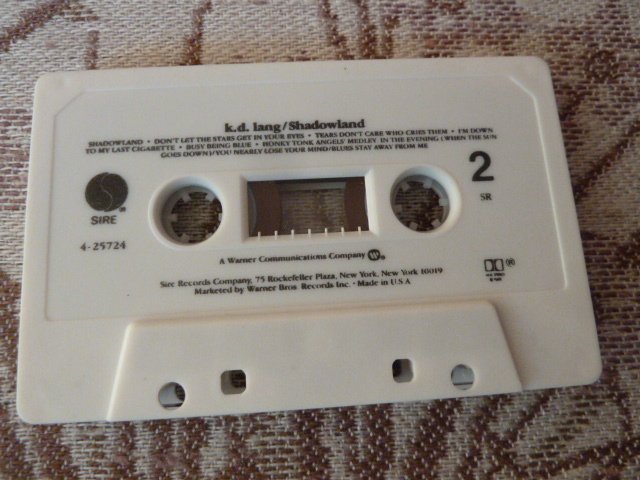 k.d. lang/Shadowland
SHADOWLAND • DON'T LET THE STARS GET IN YOUR EYES • TEARS DON'T CARE WHO CRIES THEM • I'M DOWN
TO MY LAST CIGARETTE • BUSY BEING BLUE • HONKY TONK ANGELS' MEDLEY: IN THE EVENING (WHEN THE SUN
GOES DOWN)/YOU NEARLY LOSE YOUR MIND/BLUES STAY AWAY FROM ME
2
SR
S
SIRE
4-25724
A Warner Communications Company
Sire Records Company, 75 Rockefeller Plaza, New York, New York 10019
Marketed by Warner Bros. Records Inc. • Made in U.S.A.